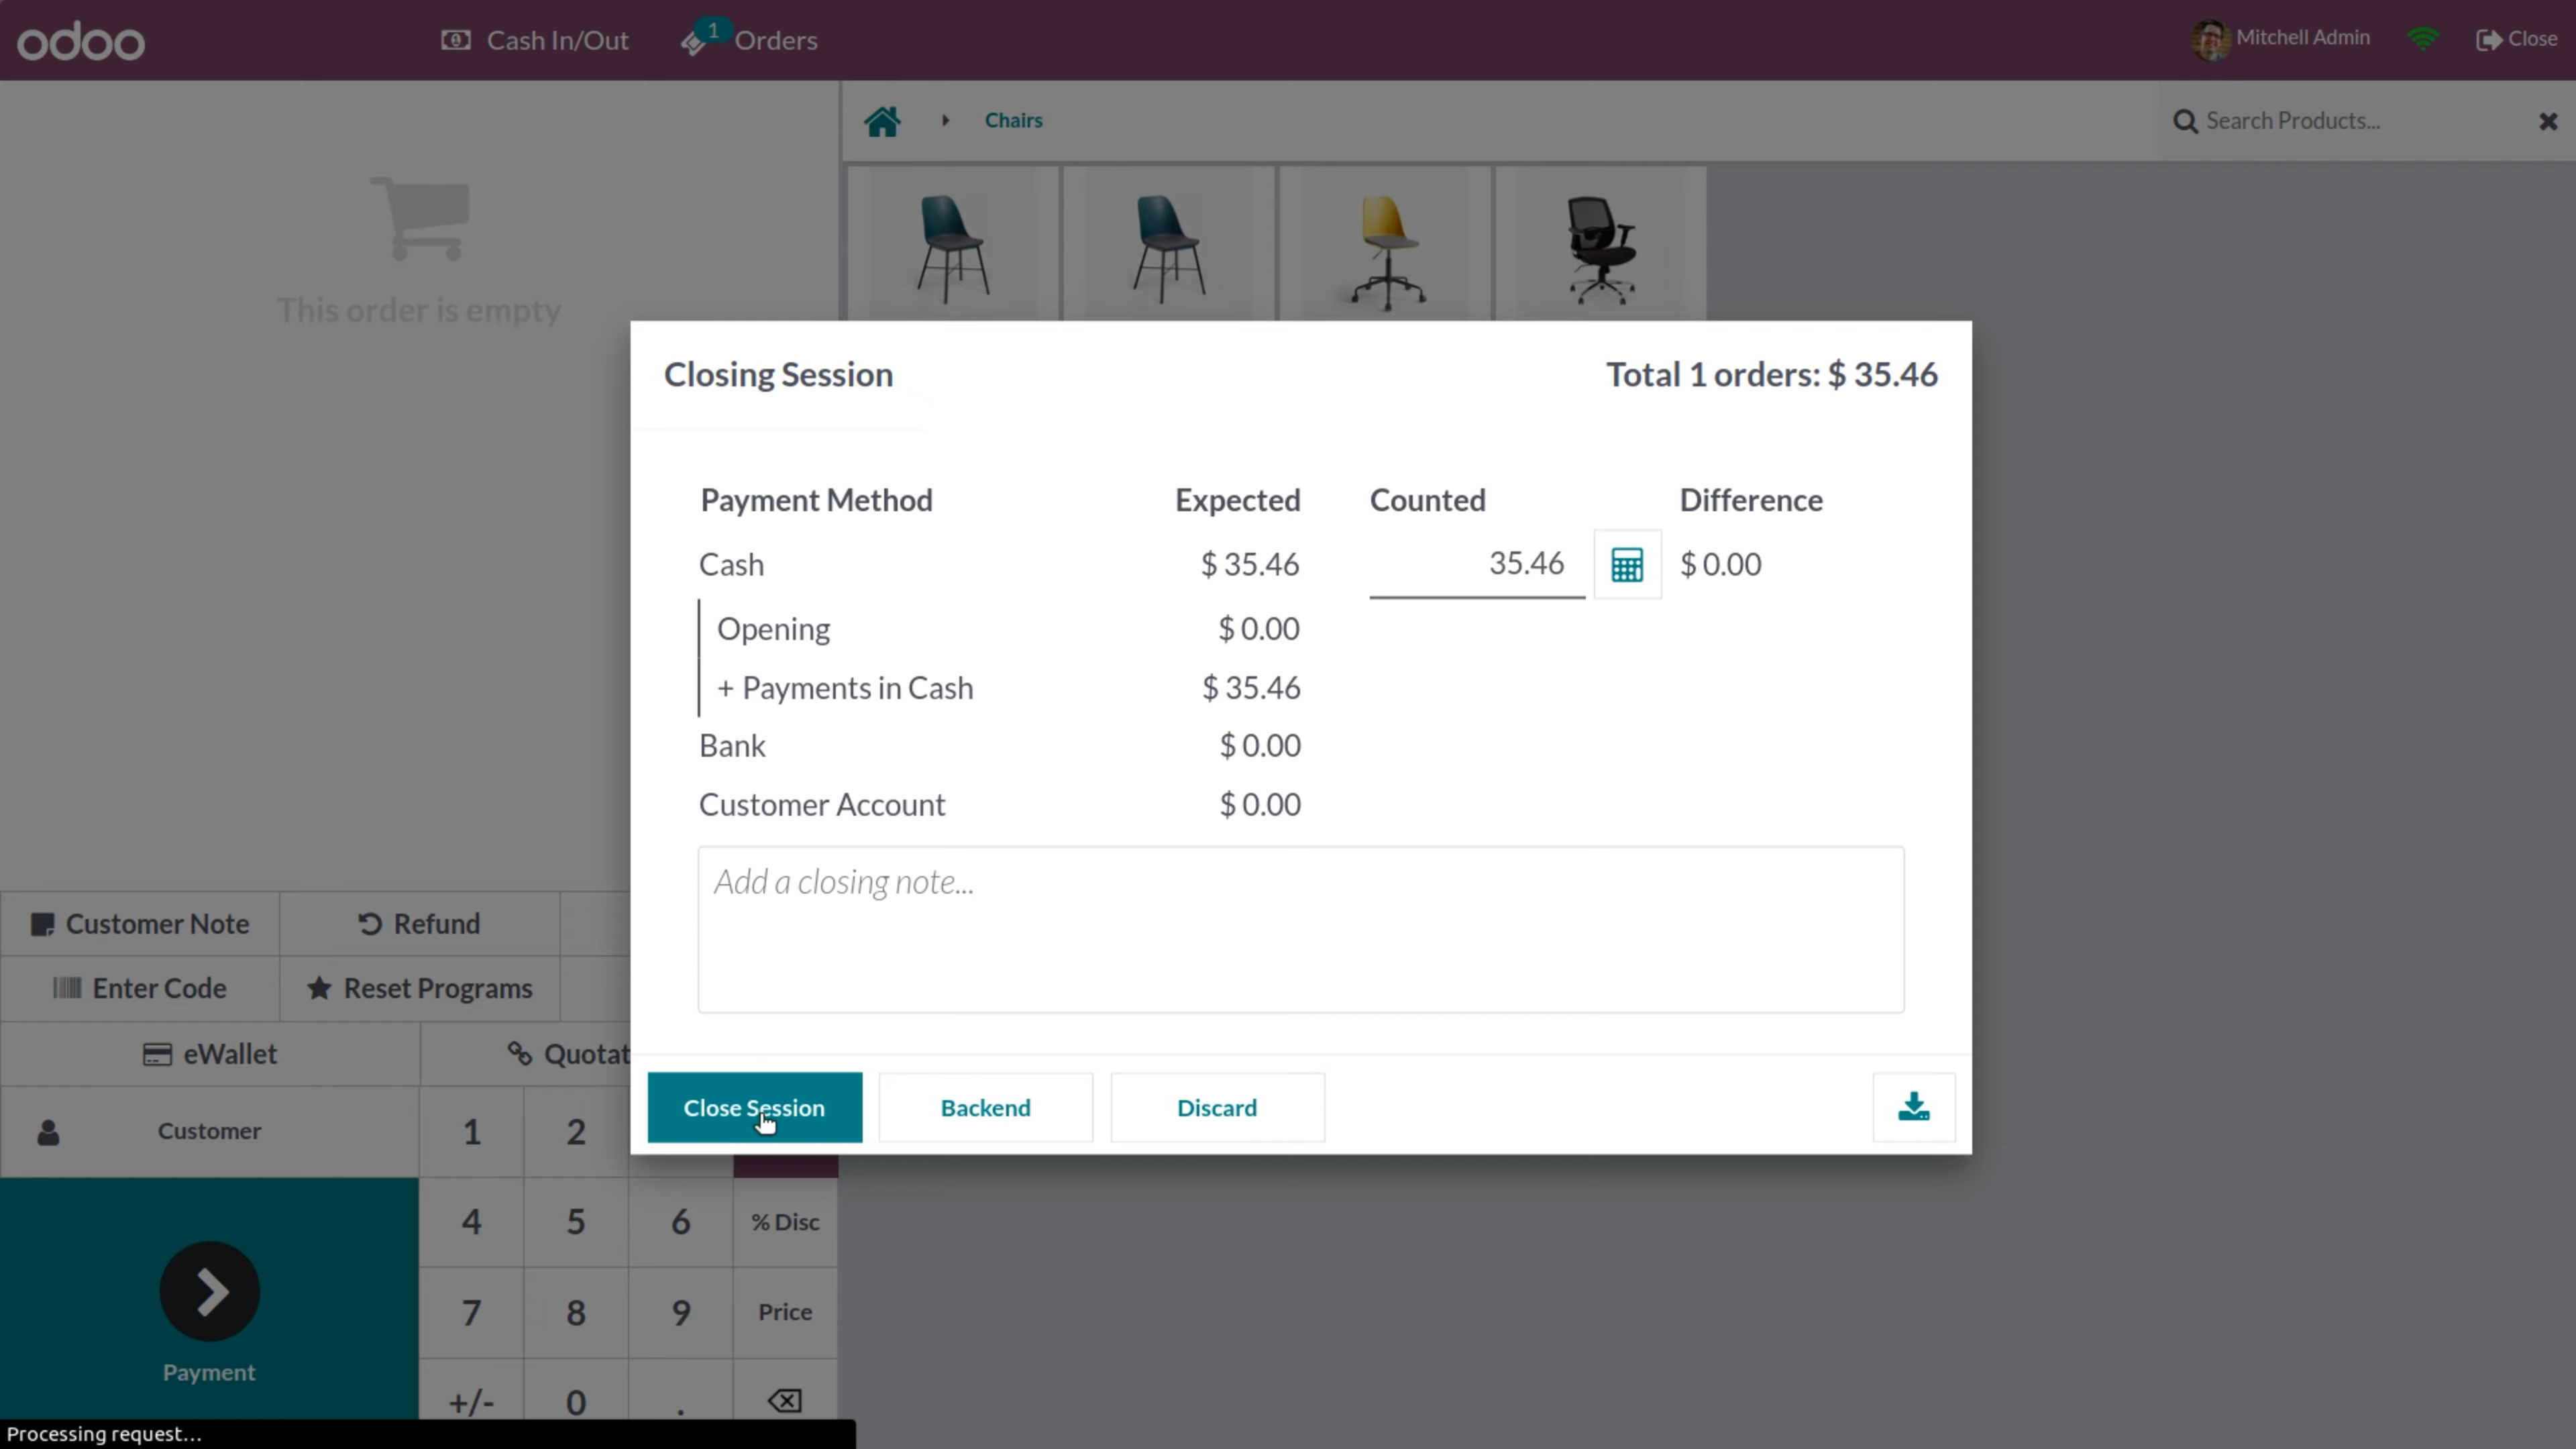 odoo
Cash In/Out
1
Orders
Mitchell Admin
Close
Chairs
Search Products...
This order is empty
Closing Session
Total 1 orders: $ 35.46
Payment Method Expected Counted Difference
Cash $ 35.46 35.46 $ 0.00
Opening $ 0.00
+ Payments in Cash $ 35.46
Bank $ 0.00
Customer Account $ 0.00
Add a closing note...
Close Session Backend Discard
Customer Note Refund
Enter Code Reset Programs
eWallet Quotat
Customer 1 2
4 5 6 % Disc
7 8 9 Price
Payment
+/- 0 .
Processing request...